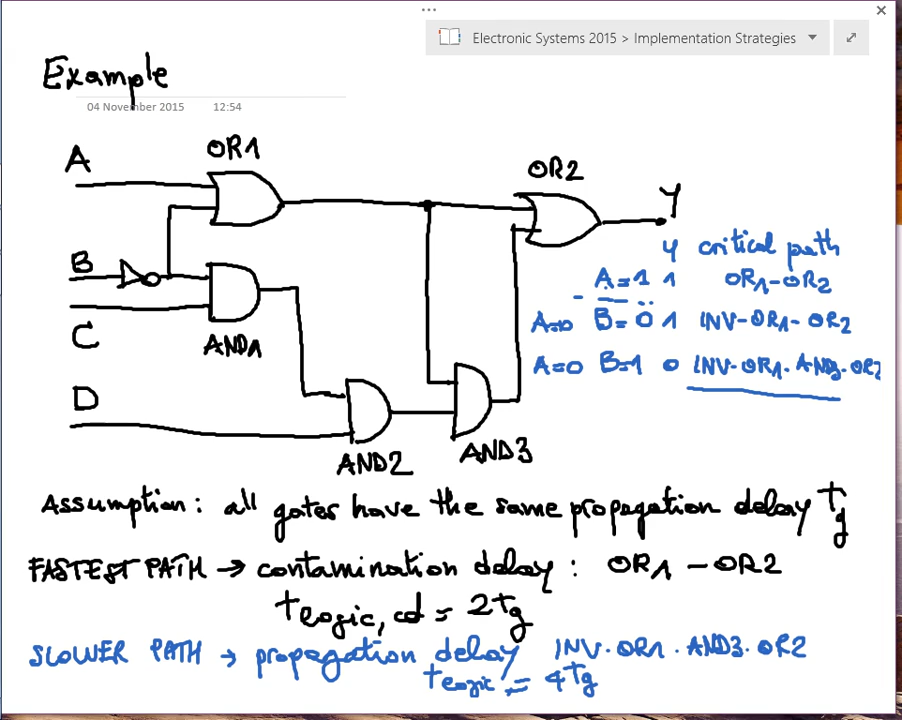 Electronic Systems 2015 > Implementation Strategies
Example
04 November 2015 12:54
OR1
A
OR2
Y
B
y critical path
A=1 1 OR1-OR2
A=0 B=0 1 INV-OR1-OR2
C
AND1
A=0 B=1 0 INV-OR1-AND3-OR2
D
AND2
AND3
Assumption: all gates have the same propagation delay tg
FASTEST PATH → contamination delay: OR1 - OR2
tlogic, cd = 2tg
SLOWER PATH → propagation delay INV-OR1-AND3-OR2
tlogic = 4tg